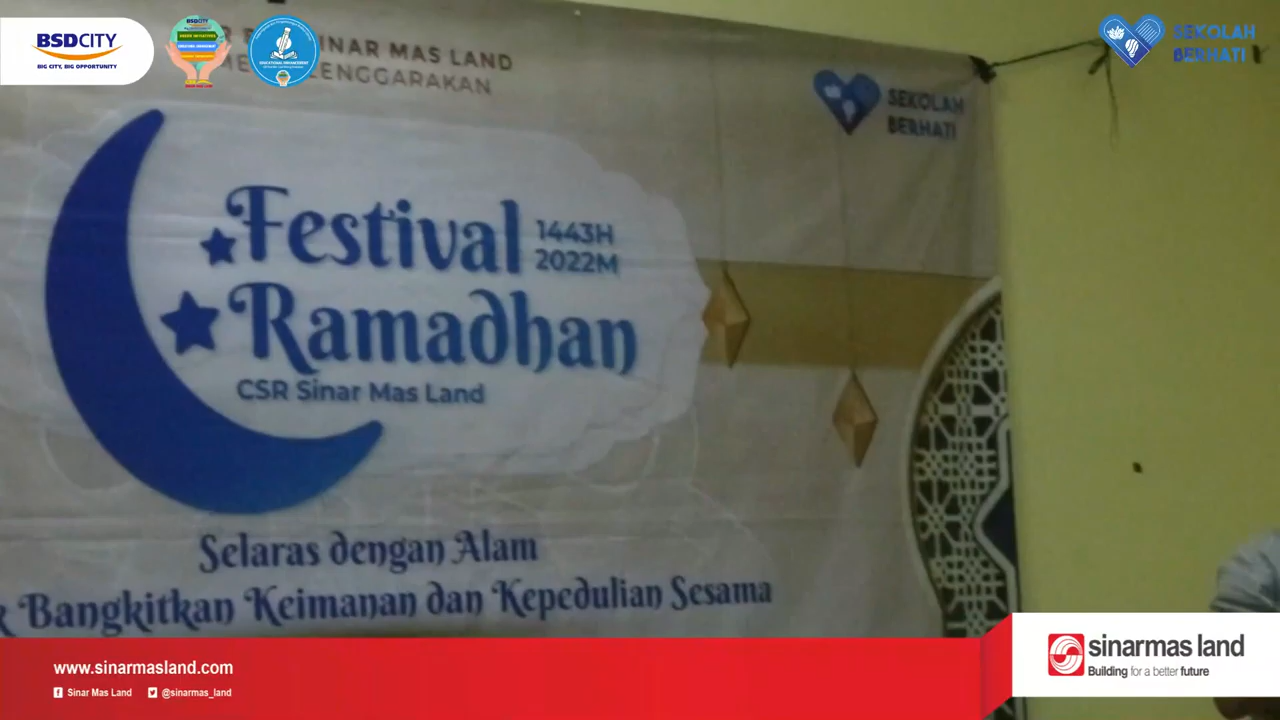 BSDCITY
BIG CITY, BIG OPPORTUNITY
SEKOLAH
BERHATI
SINAR MAS LAND
SEKOLAH
BERHATI
Festival
1443H
2022M
Ramadhan
CSR Sinar Mas Land
Selaras dengan Alam
Bangkitkan Keimanan dan Kepedulian Sesama
www.sinarmasland.com
Sinar Mas Land
@sinarmas_land
sinarmas land
Building for a better future